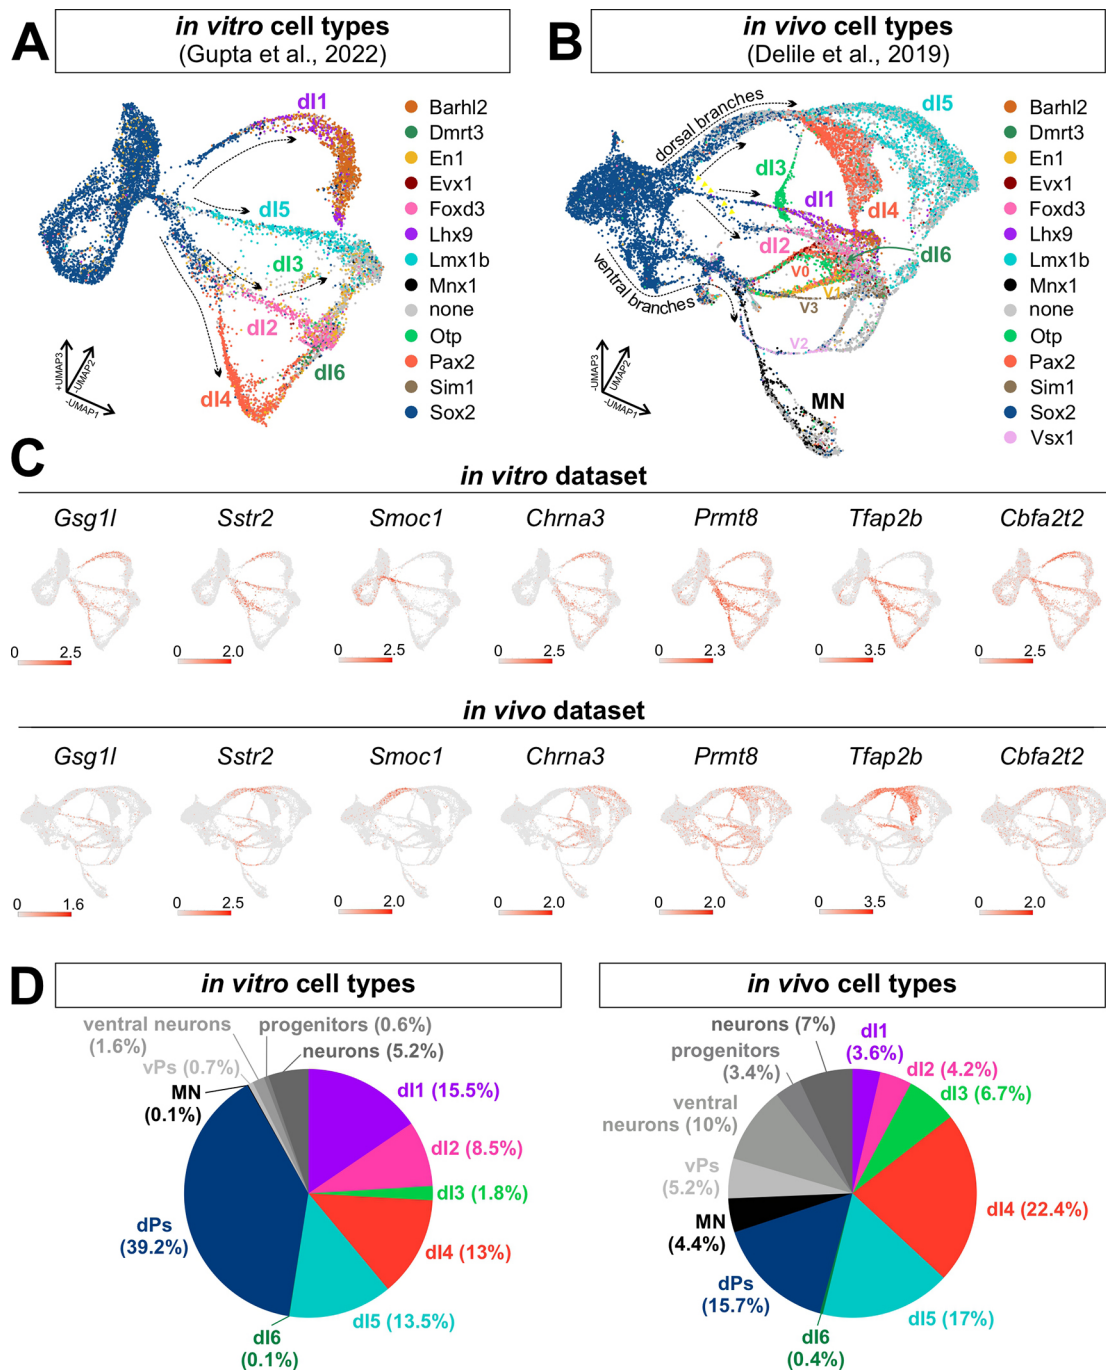 A
in vitro cell types
(Gupta et al., 2022)
dI1
dI5
dI3
dI2
dI6
dI4
+UMAP3
-UMAP2
-UMAP1
Barhl2
Dmrt3
En1
Evx1
Foxd3
Lhx9
Lmx1b
Mnx1
none
Otp
Pax2
Sim1
Sox2
B
in vivo cell types
(Delile et al., 2019)
dorsal branches
dI5
dI3
dI1
dI4
dI2
dI6
V0
V1
V3
V2
ventral branches
MN
-UMAP3
UMAP2
-UMAP1
Barhl2
Dmrt3
En1
Evx1
Foxd3
Lhx9
Lmx1b
Mnx1
none
Otp
Pax2
Sim1
Sox2
Vsx1
C
in vitro dataset
Gsg1l Sstr2 Smoc1 Chrna3 Prmt8 Tfap2b Cbfa2t2
0 2.5 0 2.0 0 2.5 0 2.5 0 2.3 0 3.5 0 2.5
in vivo dataset
Gsg1l Sstr2 Smoc1 Chrna3 Prmt8 Tfap2b Cbfa2t2
0 1.6 0 2.5 0 2.0 0 2.0 0 2.0 0 3.5 0 2.0
D
in vitro cell types
ventral neurons
(1.6%)
progenitors (0.6%)
neurons (5.2%)
vPs (0.7%)
MN
(0.1%)
dI1 (15.5%)
dI2 (8.5%)
dI3 (1.8%)
dPs
(39.2%)
dI4 (13%)
dI5 (13.5%)
dI6
(0.1%)
in vivo cell types
neurons (7%)
progenitors
(3.4%)
dI1
(3.6%)
dI2 (4.2%)
dI3 (6.7%)
ventral
neurons (10%)
vPs
(5.2%)
MN
(4.4%)
dI4 (22.4%)
dPs
(15.7%)
dI5 (17%)
dI6
(0.4%)